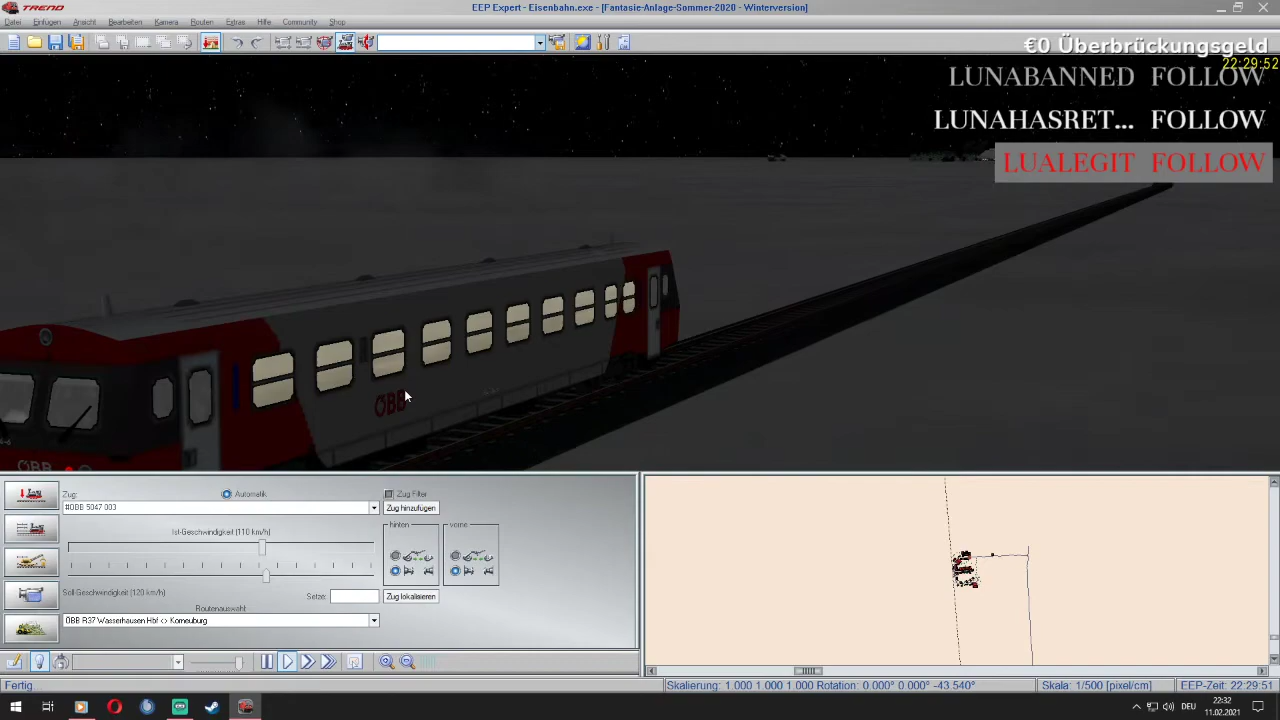 TREND
EEP Expert - Eisenbahn.exe - [Fantasie-Anlage-Sommer-2020 - Winterversion]
Datei Einfügen Ansicht Bearbeiten Kamera Routen Extras Hilfe Community Shop
€0 Überbrückungsgeld
22:29:52
LUNABANNED FOLLOW
LUNAHASRET... FOLLOW
LUALEGIT FOLLOW
ÖBB
ÖBB
Zug:
Automatik
Zug Filter
#ÖBB 5047 003
Zug hinzufügen
Ist-Geschwindigkeit (110 km/h)
hinten
vorne
Soll-Geschwindigkeit (120 km/h)
Setze:
Zug lokalisieren
Routenauswahl
ÖBB R37 Wasserhausen Hbf <> Korneuburg
Fertig...
Skalierung: 1.000 1.000 1.000 Rotation: 0.000° 0.000° -43.540°
Skala: 1/500 [pixel/cm]
EEP-Zeit: 22:29:51
DEU
22:32
11.02.2021